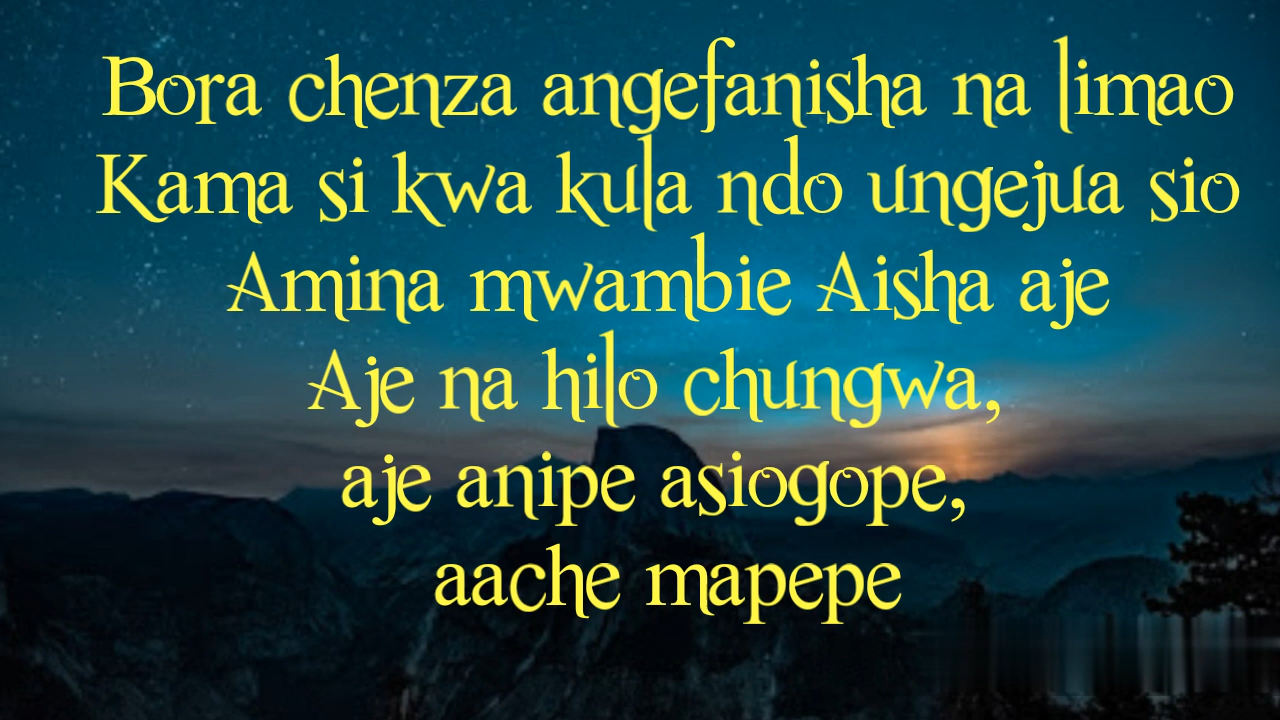 Bora chenza angefanisha na limao
Kama si kwa kula ndo ungejua sio
Amina mwambie Aisha aje
Aje na hilo chungwa,
aje anipe asiogope,
aache mapepe